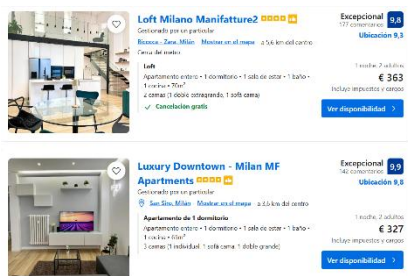 Loft Milano Manifatture2
Excepcional 9,8
177 comentarios
Gestionado por un particular
Ubicación 9,3
Bicocca - Zara, Milán Mostrar en el mapa a 5,6 km del centro
Cerca del metro
Loft
1 noche, 2 adultos
Apartamento entero • 1 dormitorio • 1 sala de estar • 1 baño •
€ 363
1 cocina • 70m²
Incluye impuestos y cargos
2 camas (1 doble extragrande, 1 sofá cama)
Cancelación gratis
Ver disponibilidad
Luxury Downtown - Milan MF
Apartments
Excepcional 9,9
142 comentarios
Gestionado por un particular
Ubicación 9,8
San Siro, Milán Mostrar en el mapa a 3,6 km del centro
Apartamento de 1 dormitorio
1 noche, 2 adultos
Apartamento entero • 1 dormitorio • 1 sala de estar • 1 baño •
€ 327
1 cocina •
Incluye impuestos y cargos
3 camas (1 individual, 1 sofá cama, 1 doble grande)
Ver disponibilidad